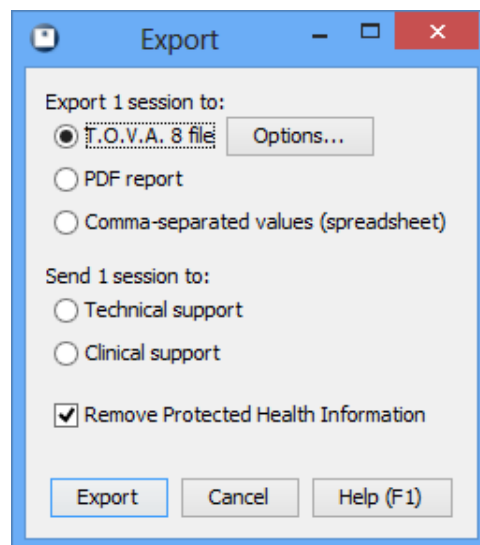 Export
Export 1 session to:
T.O.V.A. 8 file Options...
PDF report
Comma-separated values (spreadsheet)
Send 1 session to:
Technical support
Clinical support
Remove Protected Health Information
Export Cancel Help (F1)